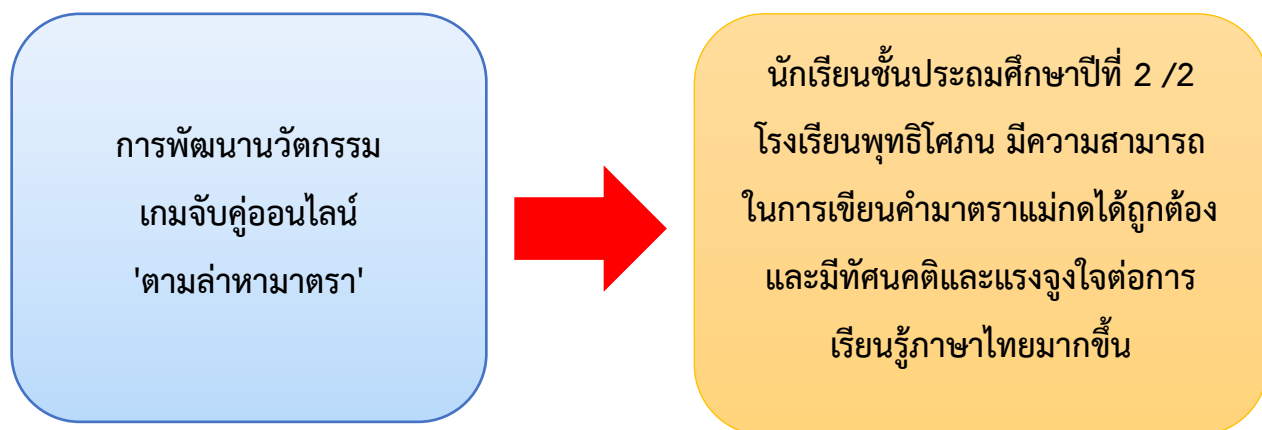 การพัฒนานวัตกรรม
เกมจับคู่ออนไลน์
'ตามล่าหามาตรา'
นักเรียนชั้นประถมศึกษาปีที่ 2 /2
โรงเรียนพุทธิโศภน มีความสามารถ
ในการเขียนคำมาตราแม่กดได้ถูกต้อง
และมีทัศนคติและแรงจูงใจต่อการ
เรียนรู้ภาษาไทยมากขึ้น